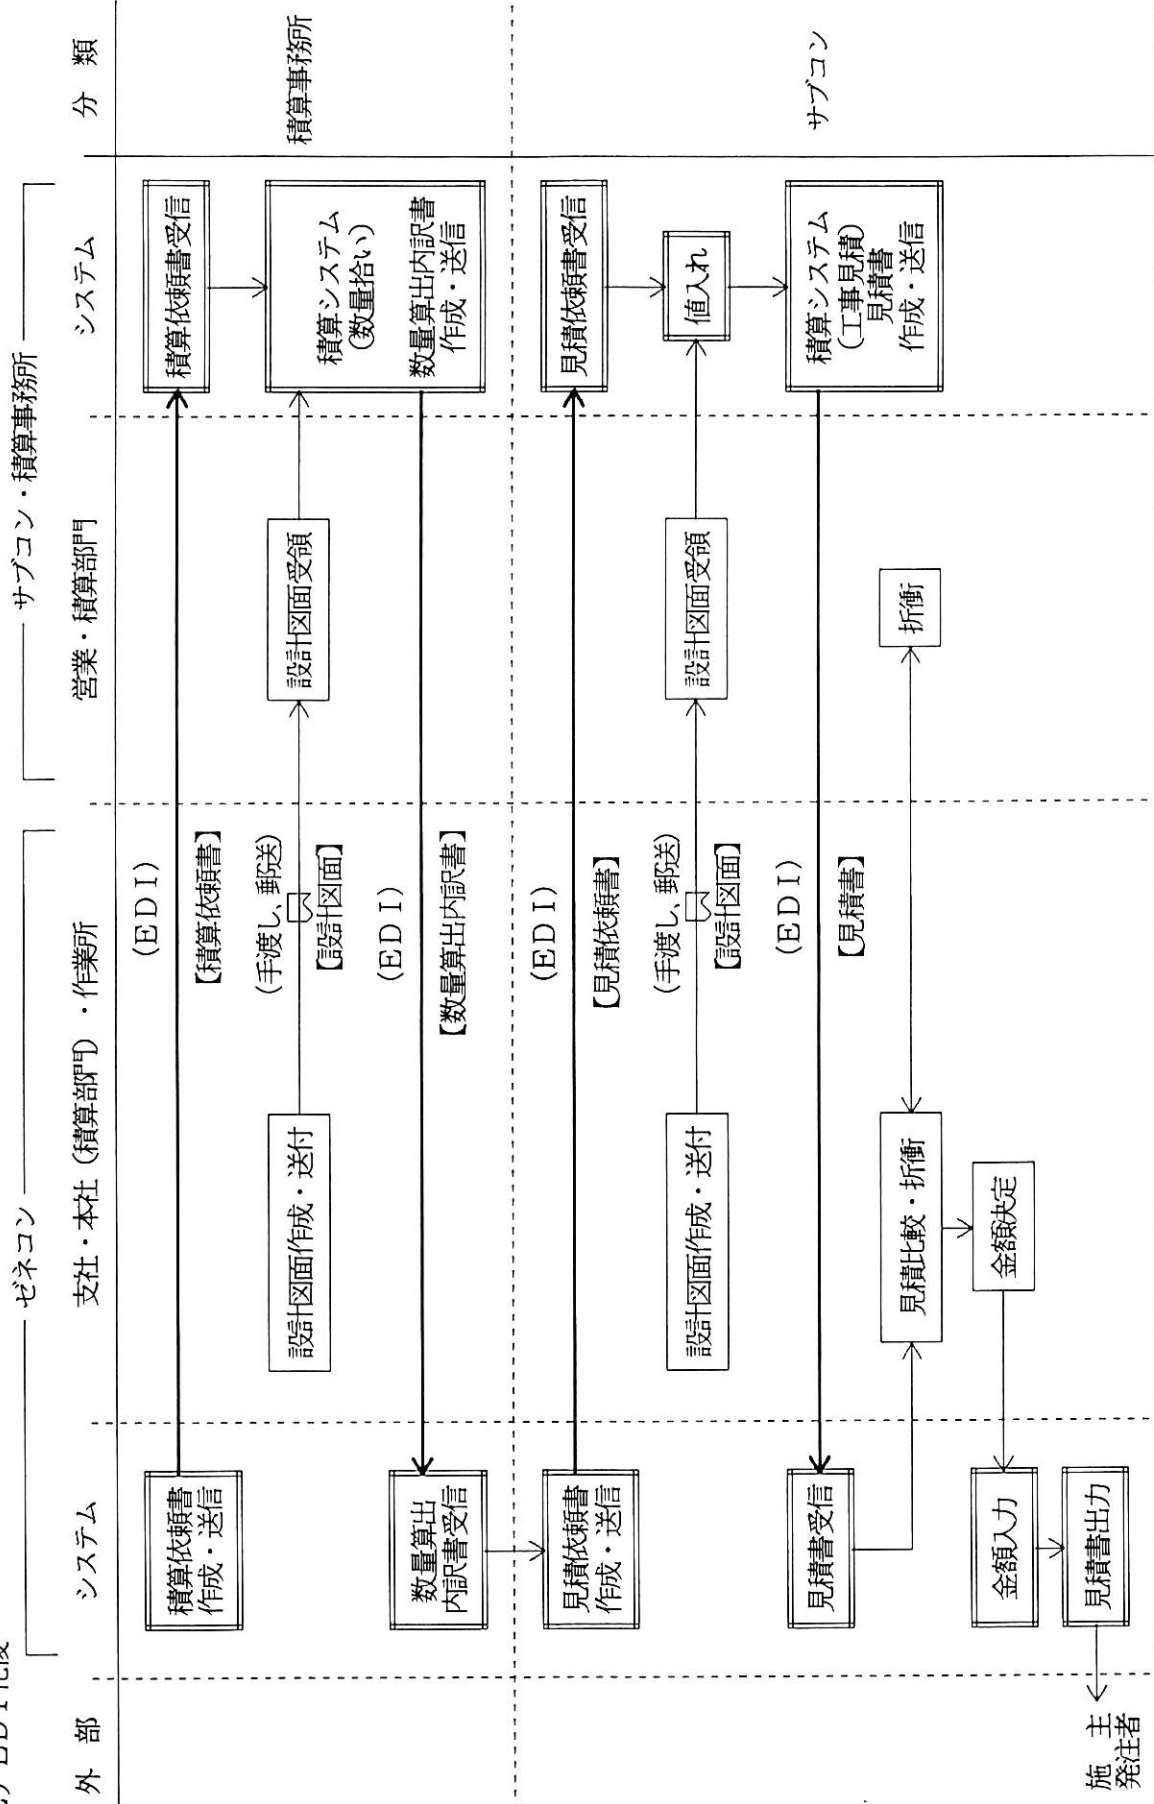 EDI化後
ゼネコン
サブコン・積算事務所
外　部
システム
支社・本社(積算部門)・作業所
営業・積算部門
システム
分　類
積算依頼書
作成・送信
(EDI)
【積算依頼書】
積算依頼書受信
積算事務所
設計図面作成・送付
(手渡し、郵送)
【設計図面】
設計図面受領
積算システム
(数量拾い)
数量算出内訳書
作成・送信
数量算出
内訳書受信
(EDI)
【数量算出内訳書】
見積依頼書
作成・送信
(EDI)
【見積依頼書】
見積依頼書受信
サブコン
設計図面作成・送付
(手渡し、郵送)
【設計図面】
設計図面受領
値入れ
見積書受信
(EDI)
【見積書】
積算システム
(工事見積)
見積書
作成・送信
見積比較・折衝
折衝
金額入力
金額決定
見積書出力
施　主
発注者